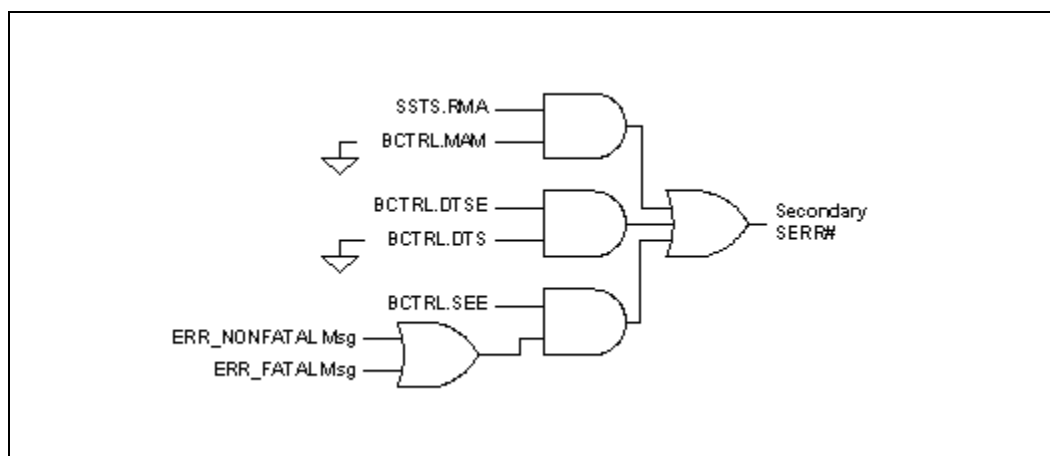 SSTS.RMA
BCTRL.MAM
BCTRL.DTSE
BCTRL.DTS
BCTRL.SEE
ERR_NONFATAL Msg
ERR_FATAL Msg
Secondary
SERR#